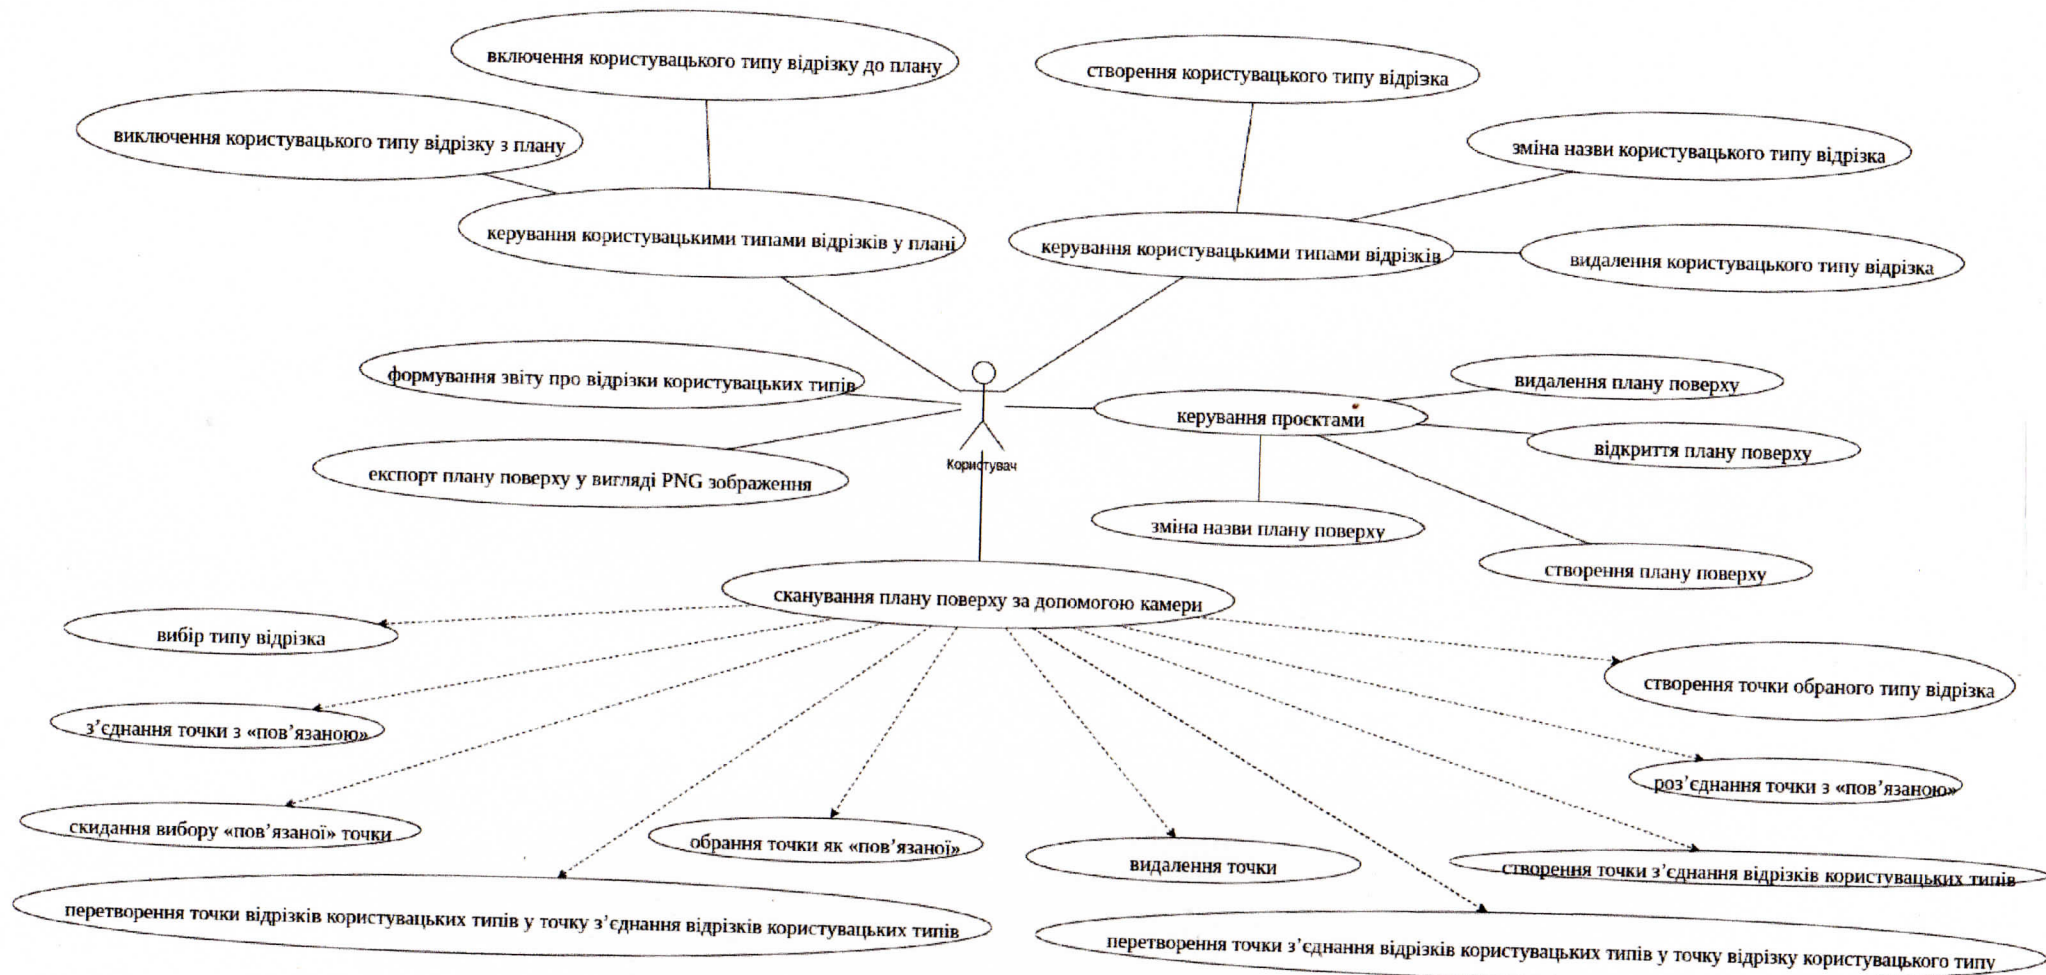 включення користувацького типу відрізку до плану
створення користувацького типу відрізка
виключення користувацького типу відрізку з плану
зміна назви користувацького типу відрізка
керування користувацькими типами відрізків у плані
керування користувацькими типами відрізків
видалення користувацького типу відрізка
формування звіту про відрізки користувацьких типів
видалення плану поверху
керування проєктами
відкриття плану поверху
Користувач
експорт плану поверху у вигляді PNG зображення
зміна назви плану поверху
створення плану поверху
сканування плану поверху за допомогою камери
вибір типу відрізка
створення точки обраного типу відрізка
з’єднання точки з «пов’язаною»
роз’єднання точки з «пов’язаною»
скидання вибору «пов’язаної» точки
обрання точки як «пов’язаної»
видалення точки
створення точки з’єднання відрізків користувацьких типів
перетворення точки відрізків користувацьких типів у точку з’єднання відрізків користувацьких типів
перетворення точки з’єднання відрізків користувацьких типів у точку відрізку користувацького типу